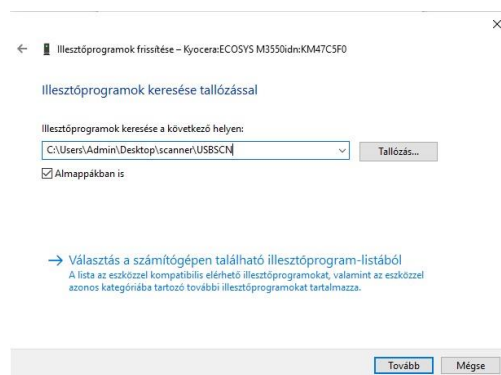 Illesztőprogramok frissítése – Kyocera:ECOSYS M3550idn:KM47C5F0
Illesztőprogramok keresése tallózással
Illesztőprogramok keresése a következő helyen:
C:\Users\Admin\Desktop\scanner\USBSCN
Tallózás...
Almappákban is
Választás a számítógépen található illesztőprogram-listából
A lista az eszközzel kompatibilis elérhető illesztőprogramokat, valamint az eszközzel
azonos kategóriába tartozó további illesztőprogramokat tartalmazza.
Tovább
Mégse